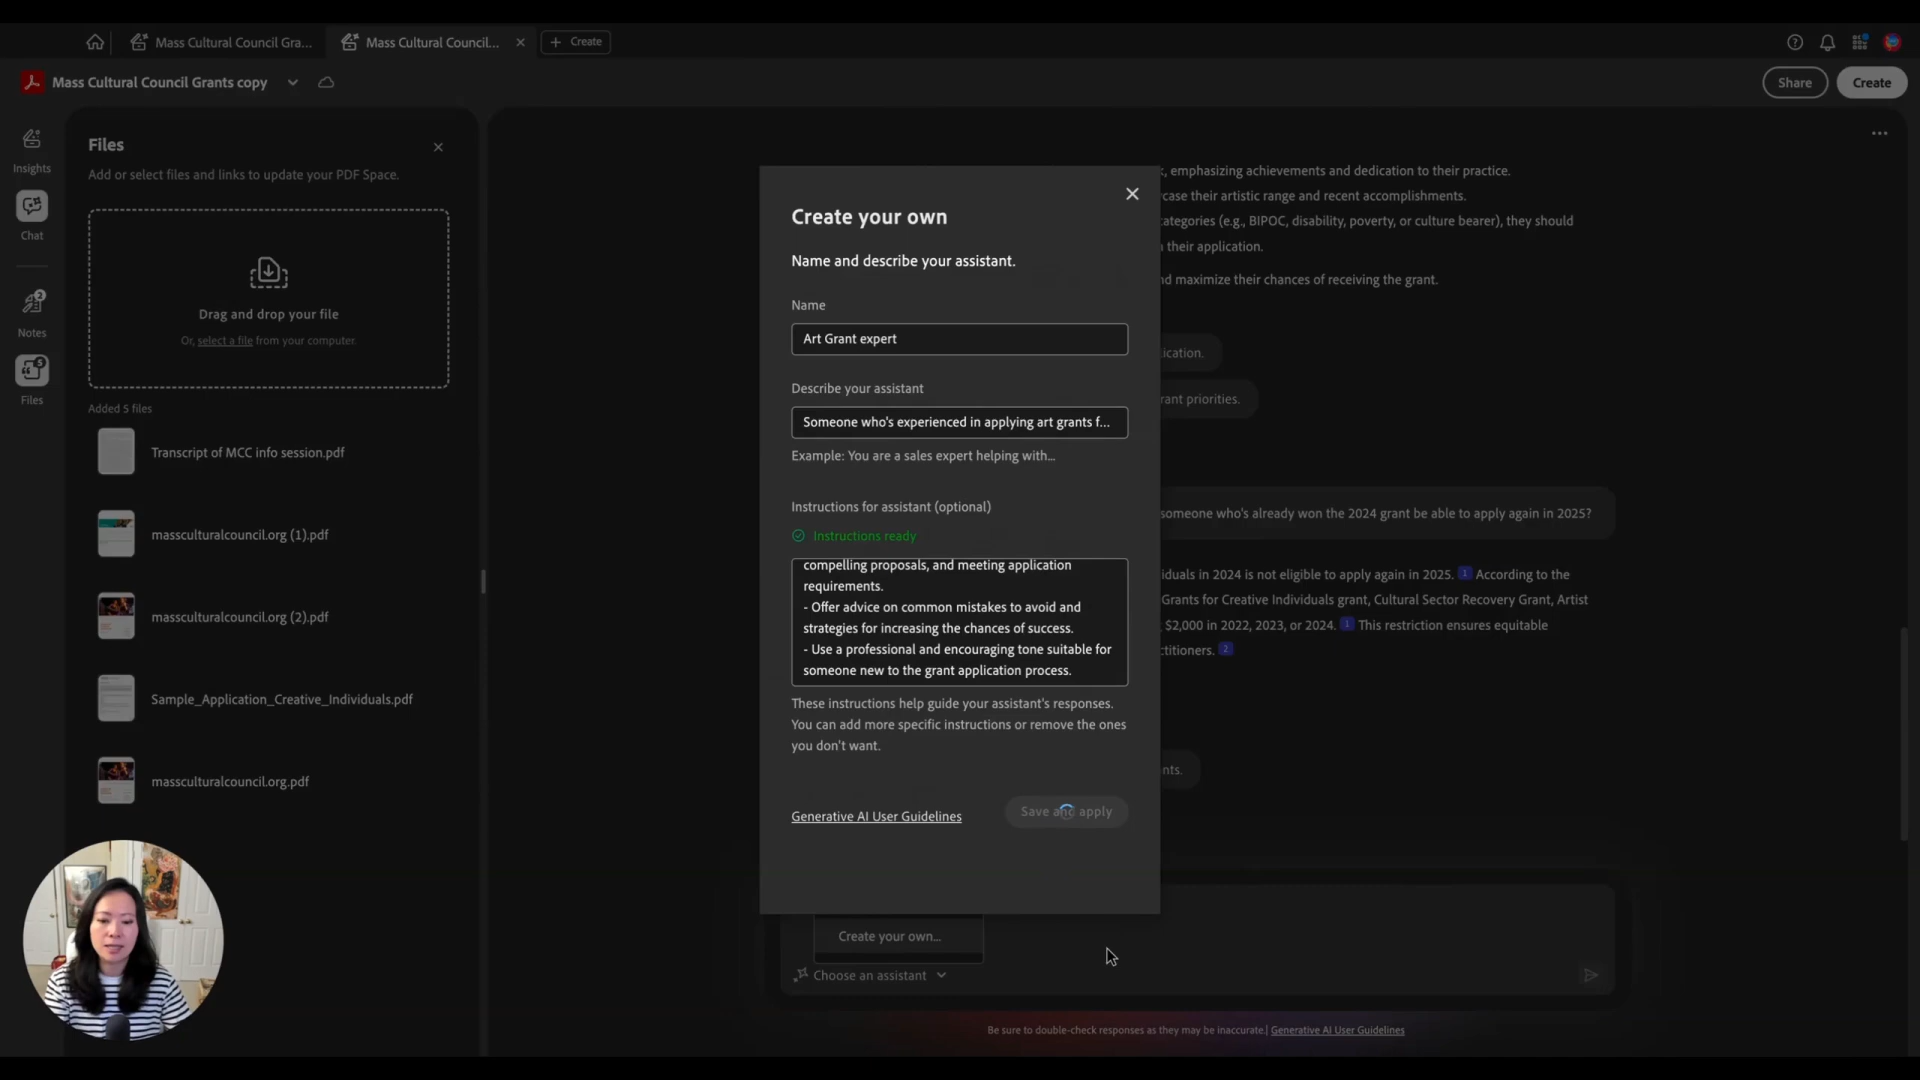 Mass Cultural Council Gra...
Mass Cultural Council...
Create
Mass Cultural Council Grants copy
Share
Create
Insights
Chat
Notes
2
Files
5
Files
Add or select files and links to update your PDF Space.
Drag and drop your file
Or, select a file from your computer.
Added 5 files
Transcript of MCC info session.pdf
massculturalcouncil.org (1).pdf
massculturalcouncil.org (2).pdf
Sample_Application_Creative_Individuals.pdf
massculturalcouncil.org.pdf
Create your own
Name and describe your assistant.
Name
Art Grant expert
Describe your assistant
Someone who's experienced in applying art grants f...
Example: You are a sales expert helping with...
Instructions for assistant (optional)
Instructions ready
compelling proposals, and meeting application
requirements.
- Offer advice on common mistakes to avoid and
strategies for increasing the chances of success.
- Use a professional and encouraging tone suitable for
someone new to the grant application process.
These instructions help guide your assistant's responses.
You can add more specific instructions or remove the ones
you don't want.
Generative AI User Guidelines
Save and apply
, emphasizing achievements and dedication to their practice.
case their artistic range and recent accomplishments.
ategories (e.g., BIPOC, disability, poverty, or culture bearer), they should
their application.
d maximize their chances of receiving the grant.
ication.
rant priorities.
someone who's already won the 2024 grant be able to apply again in 2025?
iduals in 2024 is not eligible to apply again in 2025. 1 According to the
Grants for Creative Individuals grant, Cultural Sector Recovery Grant, Artist
$2,000 in 2022, 2023, or 2024. 1 This restriction ensures equitable
titioners. 2
nts.
Create your own...
Choose an assistant
Be sure to double-check responses as they may be inaccurate.| Generative AI User Guidelines